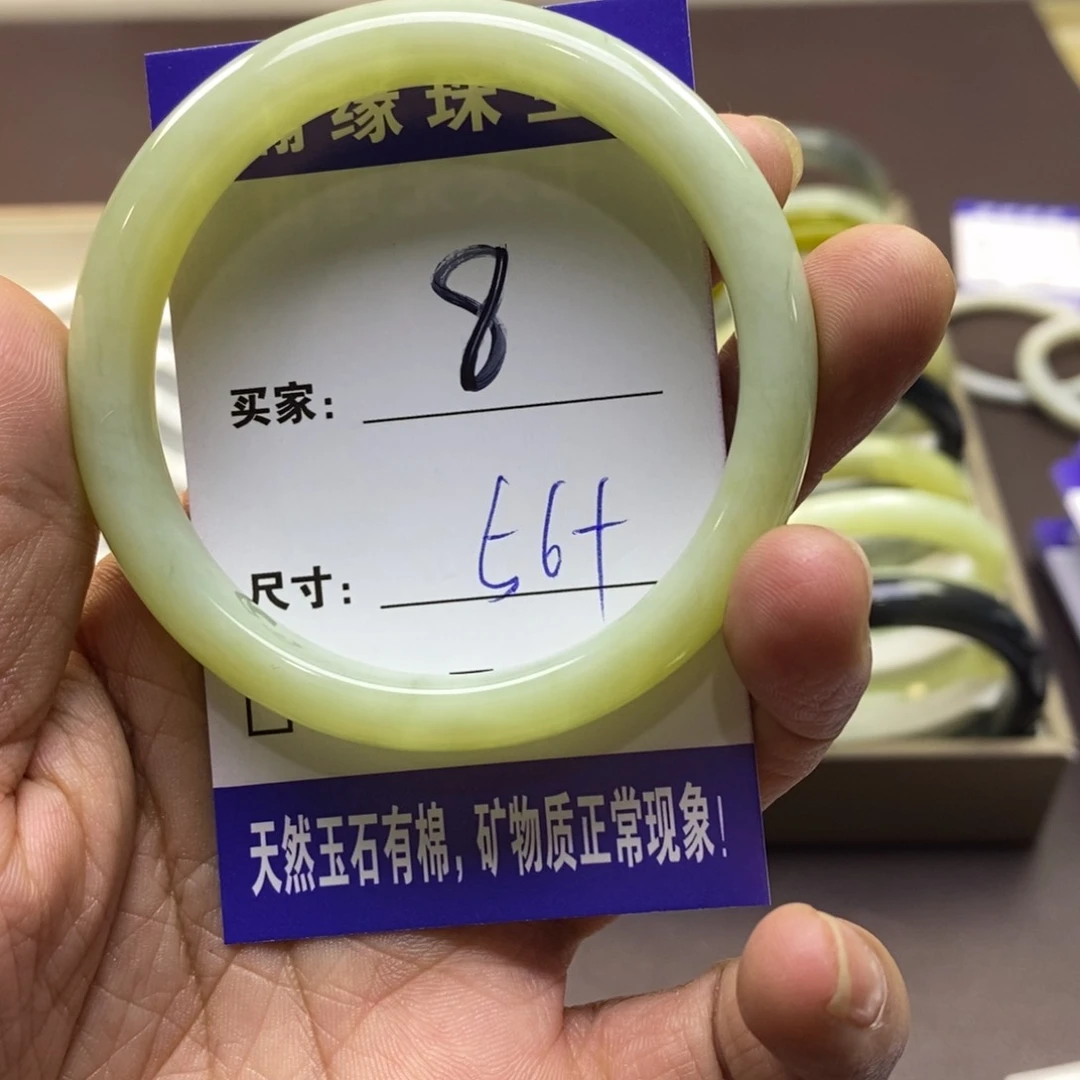 缘珠
8
买家：
56+
尺寸：
天然玉石有棉，矿物质正常现象！